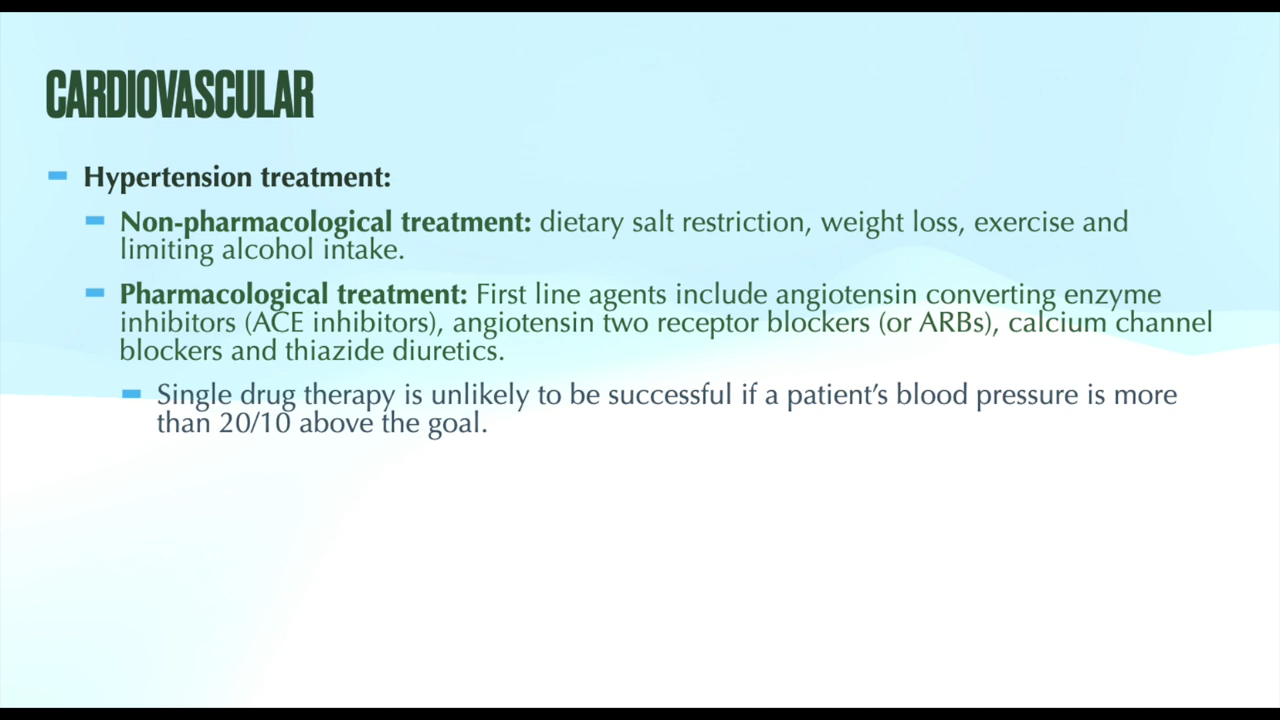 CARDIOVASCULAR
Hypertension treatment:
Non-pharmacological treatment: dietary salt restriction, weight loss, exercise and
limiting alcohol intake.
Pharmacological treatment: First line agents include angiotensin converting enzyme
inhibitors (ACE inhibitors), angiotensin two receptor blockers (or ARBs), calcium channel
blockers and thiazide diuretics.
Single drug therapy is unlikely to be successful if a patient’s blood pressure is more
than 20/10 above the goal.